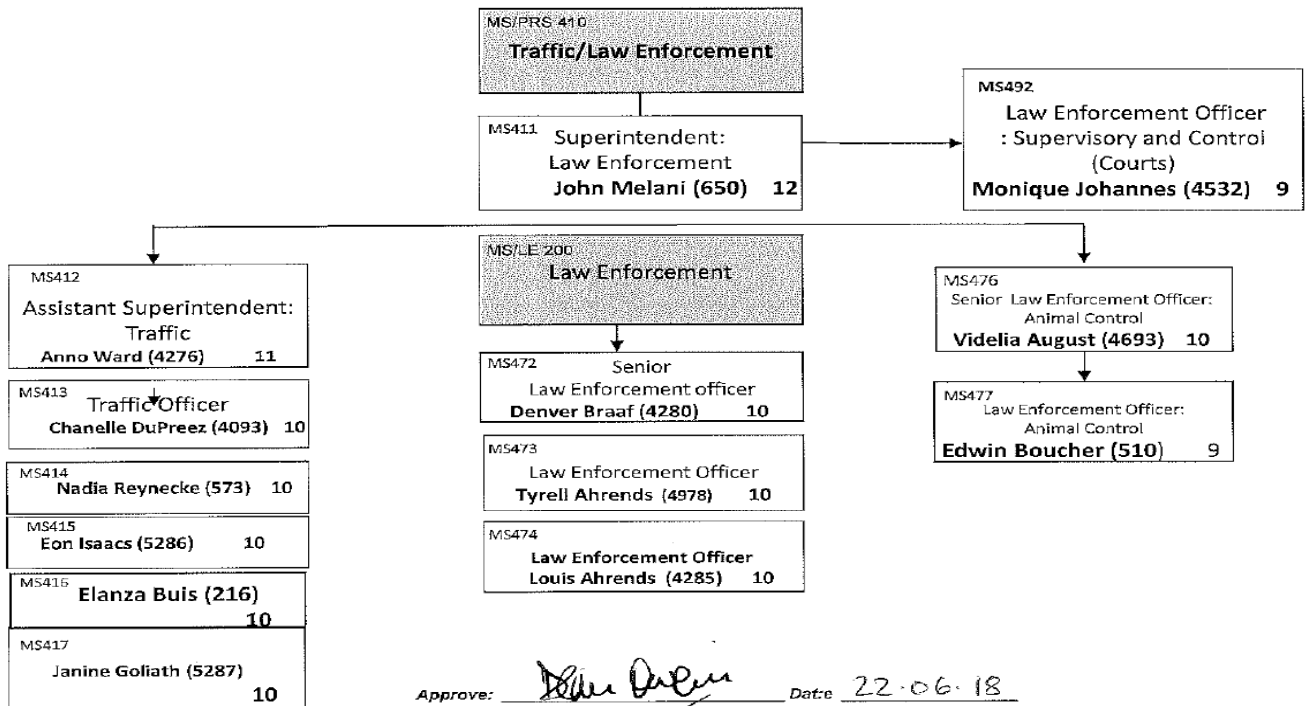 MS/PRS 410
Traffic/Law Enforcement
MS411
Superintendent:
Law Enforcement
John Melani (650) 12
MS492
Law Enforcement Officer
: Supervisory and Control
(Courts)
Monique Johannes (4532) 9
MS412
Assistant Superintendent:
Traffic
Anno Ward (4276) 11
MS413
Traffic Officer
Chanelle DuPreez (4093) 10
MS414
Nadia Reynecke (573) 10
MS415
Eon Isaacs (5286) 10
MS416
Elanza Buis (216)
10
MS417
Janine Goliath (5287)
10
MS/LE 200
Law Enforcement
MS472
Senior
Law Enforcement officer
Denver Braaf (4280) 10
MS473
Law Enforcement Officer
Tyrell Ahrends (4978) 10
MS474
Law Enforcement Officer
Louis Ahrends (4285) 10
MS476
Senior Law Enforcement Officer:
Animal Control
Videlia August (4693) 10
MS477
Law Enforcement Officer:
Animal Control
Edwin Boucher (510) 9
Approve: Date 22.06.18